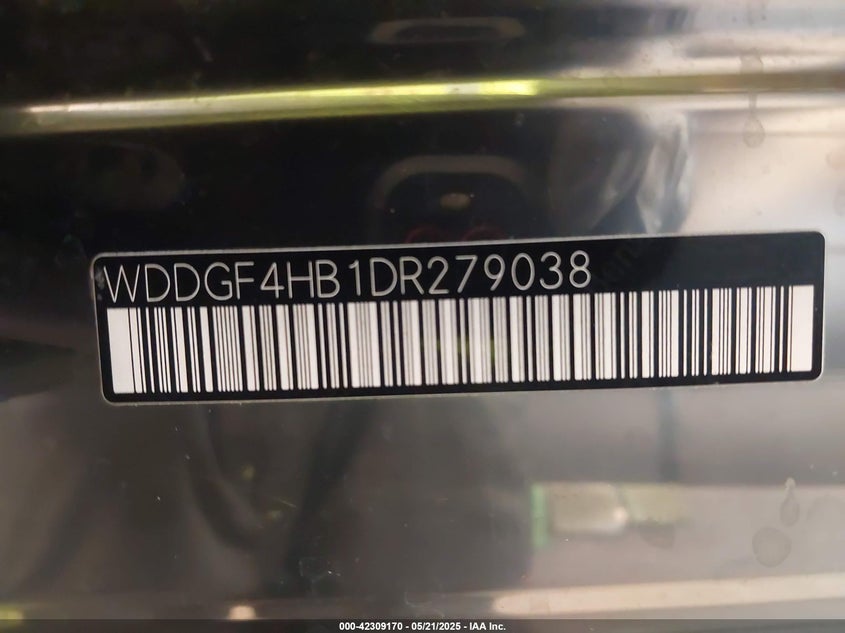 WDDGF4HB1DR279038
000-42309170 - 05/21/2025 - IAA Inc.